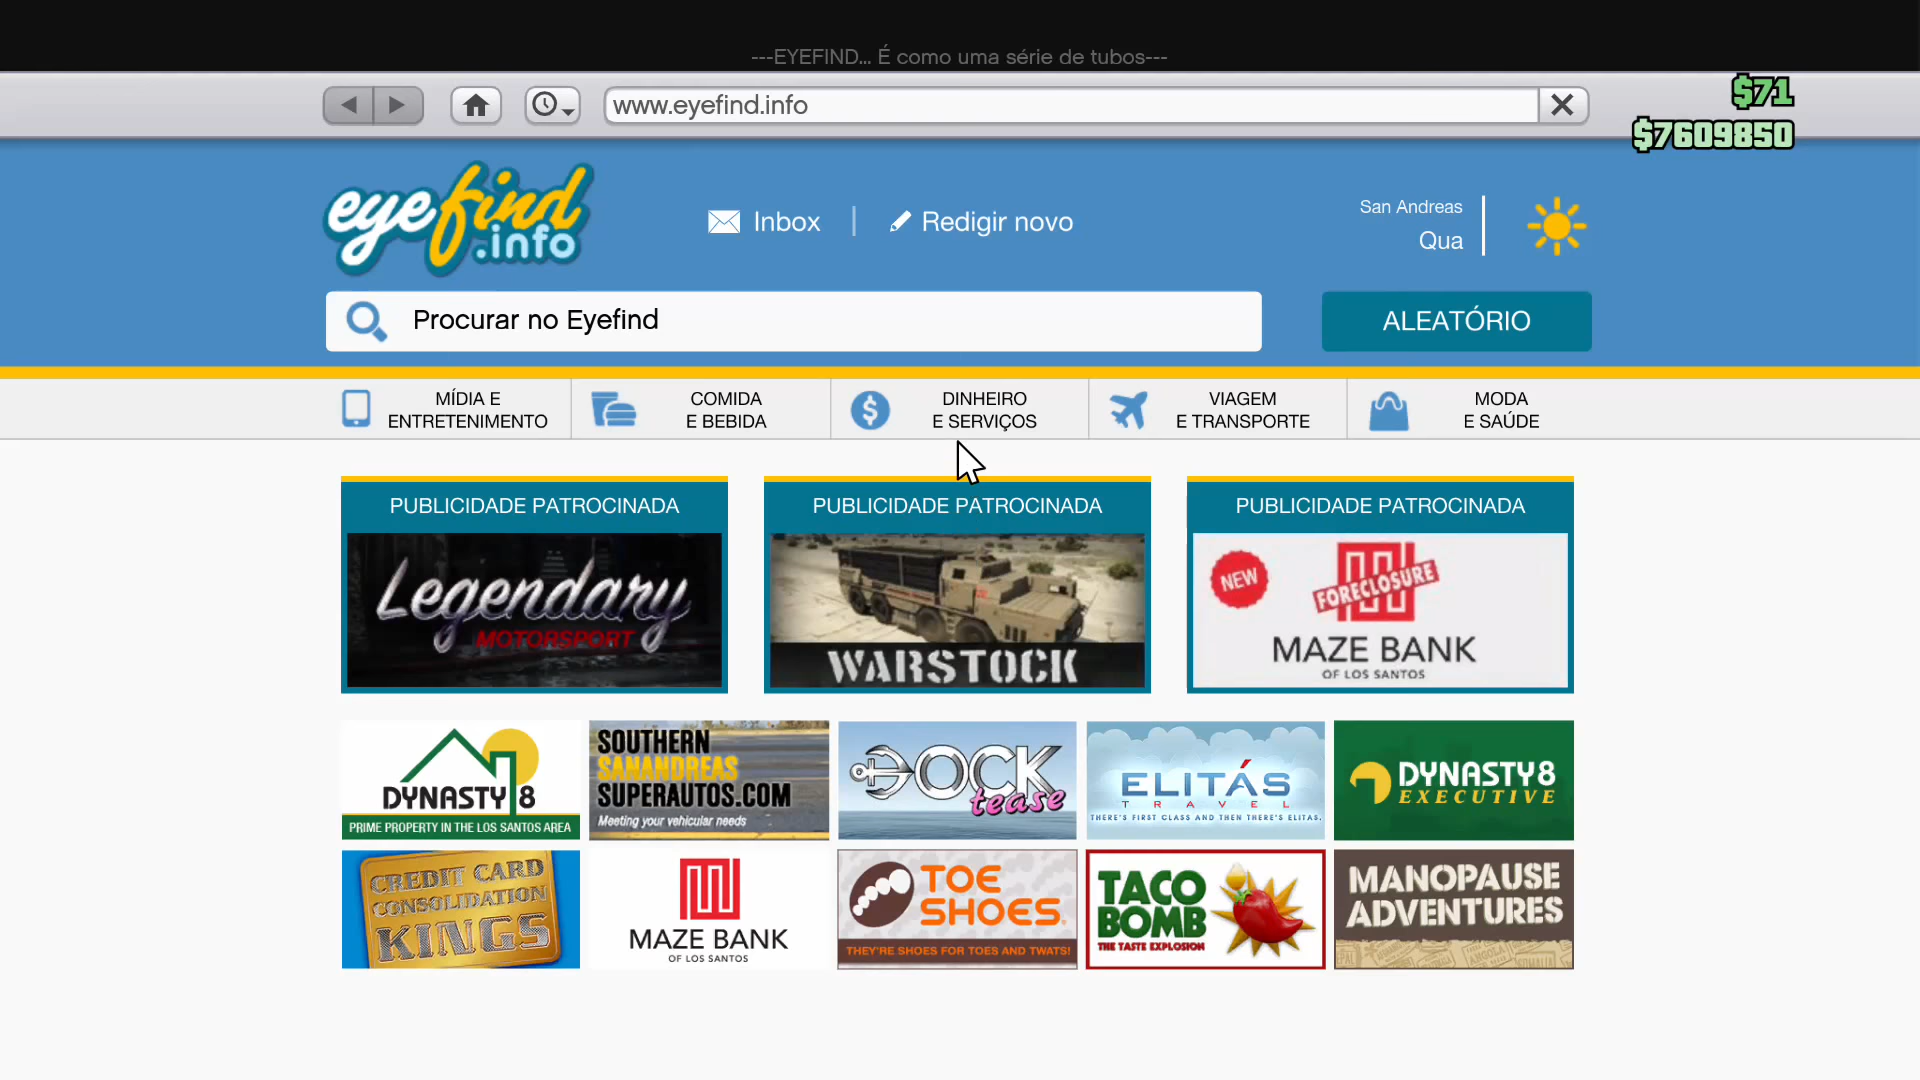 ---EYEFIND... É como uma série de tubos---
www.eyefind.info
$71
$7609850
eyefind
.info
Inbox
Redigir novo
San Andreas
Qua
Procurar no Eyefind
ALEATÓRIO
MÍDIA E
ENTRETENIMENTO
COMIDA
E BEBIDA
DINHEIRO
E SERVIÇOS
VIAGEM
E TRANSPORTE
MODA
E SAÚDE
PUBLICIDADE PATROCINADA
Legendary
MOTORSPORT
PUBLICIDADE PATROCINADA
WARSTOCK
PUBLICIDADE PATROCINADA
NEW
FORECLOSURE
MAZE BANK
OF LOS SANTOS
DYNASTY 8
PRIME PROPERTY IN THE LOS SANTOS AREA
SOUTHERN
SANANDREAS
SUPERAUTOS.COM
Meeting your vehicular needs
DOCK
tease
ELITÁS
TRAVEL
THERE'S FIRST CLASS AND THEN THERE'S ELITAS.
DYNASTY 8
EXECUTIVE
CREDIT CARD
CONSOLIDATION
KINGS
MAZE BANK
OF LOS SANTOS
TOE
SHOES
THEY'RE SHOES FOR TOES AND TWATS!
TACO
BOMB
THE TASTE EXPLOSION
MANOPAUSE
ADVENTURES